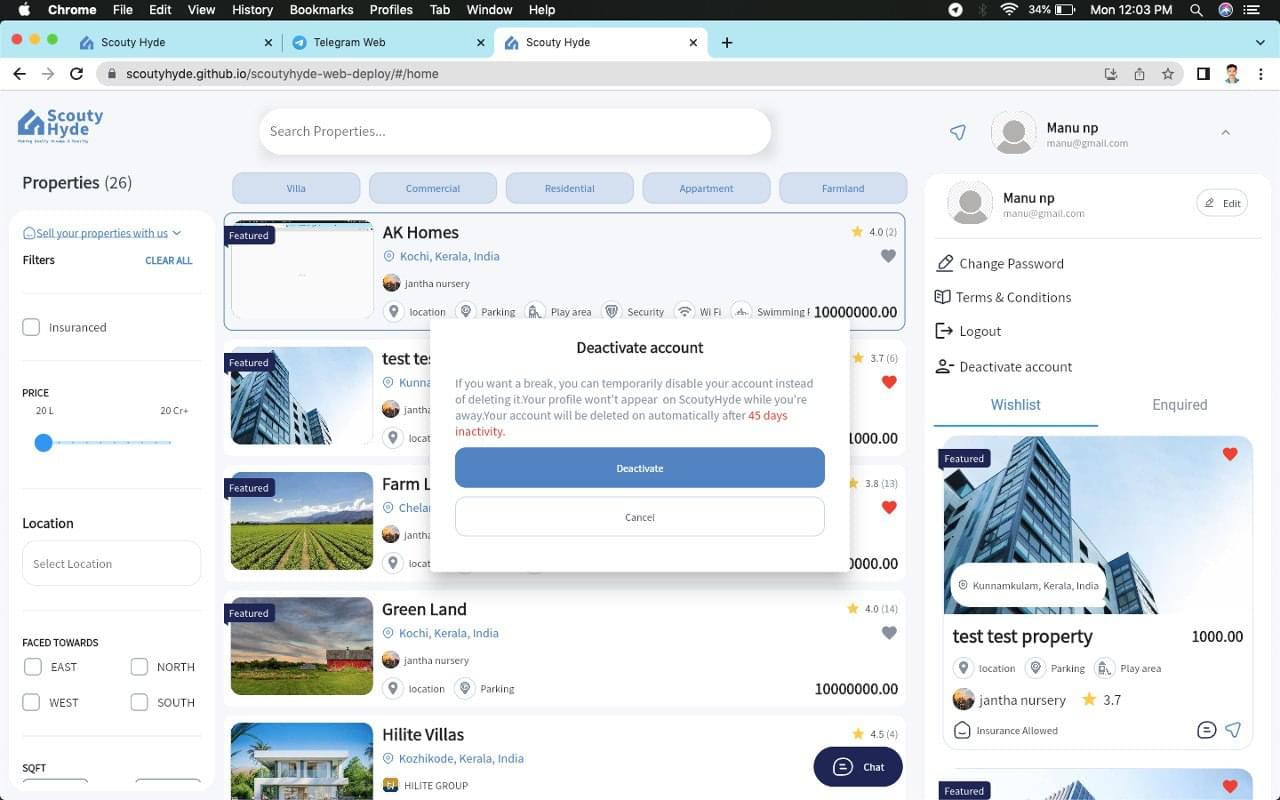 Chrome File Edit View History Bookmarks Profiles Tab Window Help
34% Mon 12:03 PM
Scouty Hyde
Telegram Web
Scouty Hyde
scoutyhyde.github.io/scoutyhyde-web-deploy/#/home
Scouty
Hyde
Search Properties...
Manu np
manu@gmail.com
Properties (26)
Villa
Commercial
Residential
Appartment
Farmland
Sell your properties with us
Filters
CLEAR ALL
Insuranced
PRICE
20 L
20 Cr+
Location
Select Location
FACED TOWARDS
EAST
NORTH
WEST
SOUTH
SQFT
Featured
AK Homes
4.0 (2)
Kochi, Kerala, India
jantha nursery
location Parking Play area Security Wi Fi Swimming 10000000.00
Featured
test tes
3.7 (6)
Kunna
jantha
locat
1000.00
Featured
Farm L
3.8 (13)
Chelar
jantha
locat
0000.00
Featured
Green Land
4.0 (14)
Kochi, Kerala, India
jantha nursery
location Parking
10000000.00
Hilite Villas
4.5 (4)
Kozhikode, Kerala, India
HILITE GROUP
Chat
Deactivate account
If you want a break, you can temporarily disable your account instead
of deleting it.Your profile wont't appear on ScoutyHyde while you're
away.Your account will be deleted on automatically after 45 days
inactivity.
Deactivate
Cancel
Manu np
manu@gmail.com
Edit
Change Password
Terms & Conditions
Logout
Deactivate account
Wishlist
Enquired
Featured
Kunnamkulam, Kerala, India
test test property
1000.00
location Parking Play area
jantha nursery 3.7
Insurance Allowed
Featured